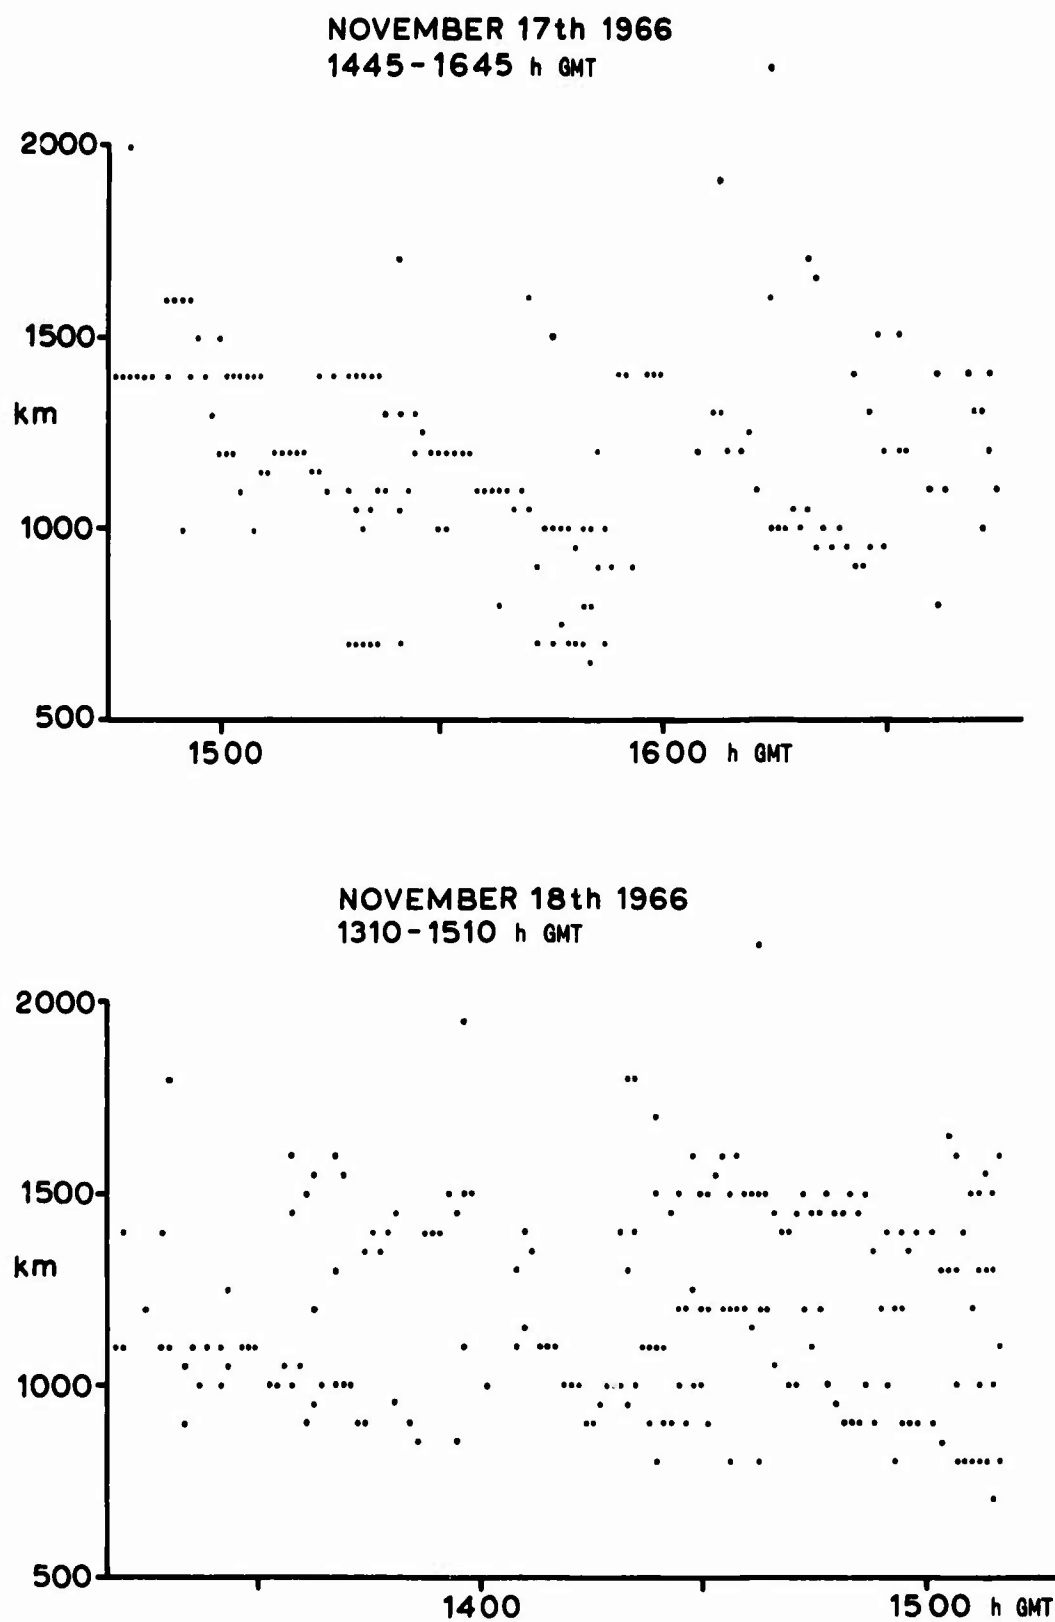 NOVEMBER 17th 1966
1445-1645 h GMT
2000
1500
km
1000
500
1500
1600 h GMT
NOVEMBER 18th 1966
1310-1510 h GMT
2000
1500
km
1000
500
1400
1500 h GMT